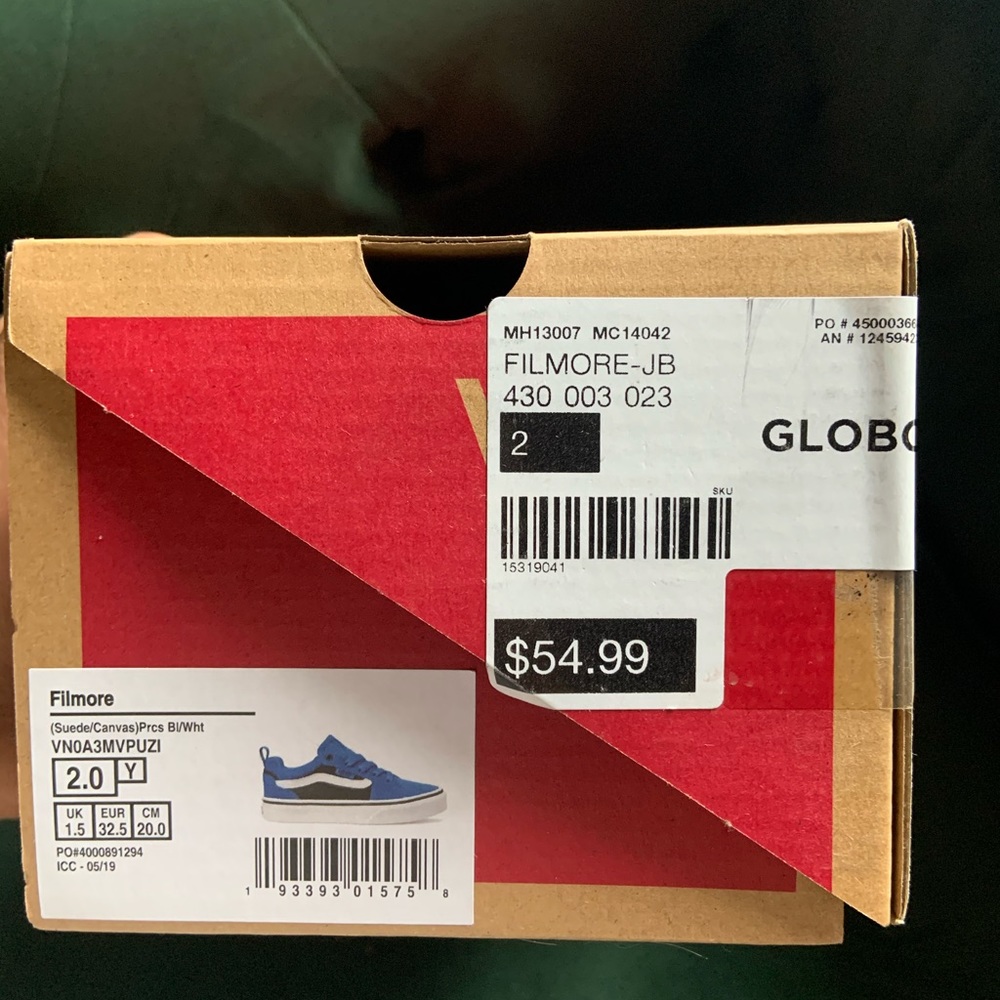 MH13007 MC14042
PO # 45000366
AN # 1245942
FILMORE-JB
430 003 023
2
GLOBO
SKU
15319041
$54.99
V
Filmore
(Suede/Canvas)Prcs Bl/Wht
VN0A3MVPUZI
2.0 Y
UK EUR CM
1.5 32.5 20.0
PO#4000891294
ICC - 05/19
1 93393 01575 8